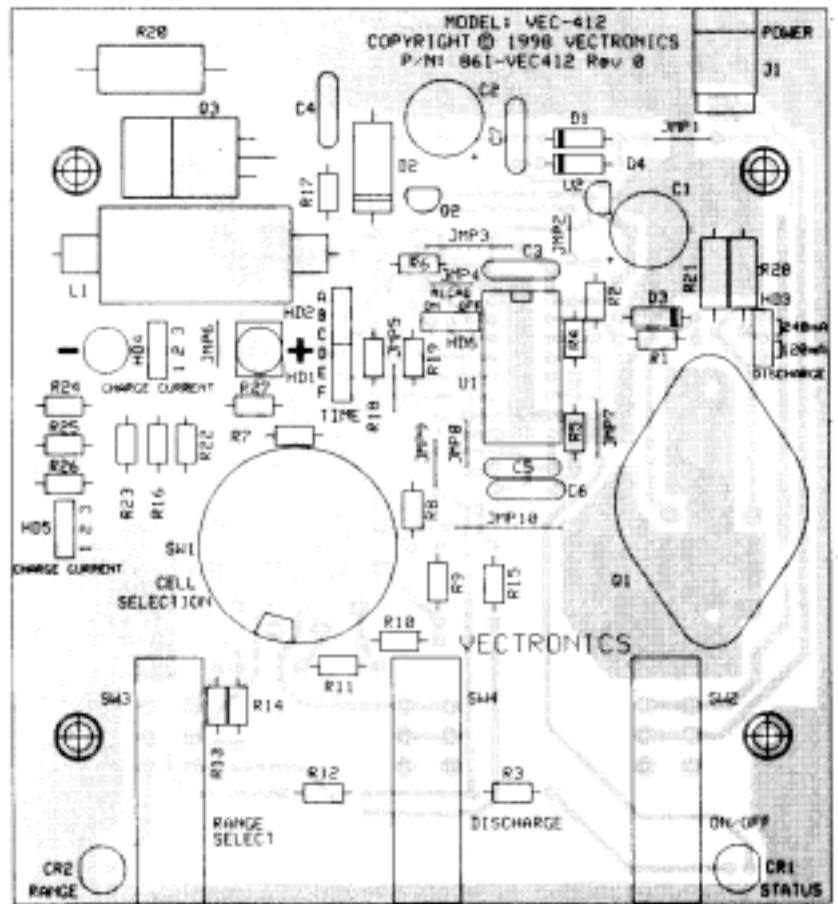 MODEL: VEC-412
COPYRIGHT © 1998 VECTRONICS
P/N: 861-VEC412 Rev 0
POWER
J1
R20
Q3
C4
C2
C7
D1
JMP1
D2
D4
R17
Q2
U2
C1
JMP3
JMP2
R6
JMP4
C3
R21
R28
L1
HD2
A
B
C
D
E
F
HD6
R2
D3
HD3
240mA
120mA
DISCHARGE
HD4
1 2 3
JMP6
+
-
HD1
JMP5
R19
U1
R4
R1
CHARGE CURRENT
R24
R27
TIME
R18
R25
R7
JMP9
JMP8
R5
JMP7
R26
R23
R16
R22
C5
C6
HD5
1 2 3
R8
JMP10
CHARGE CURRENT
SW1
CELL
SELECTION
R9
R15
Q1
R10
VECTRONICS
R11
SW3
R14
SW4
SW2
R13
R12
R3
RANGE
SELECT
DISCHARGE
ON/OFF
CR2
RANGE
CR1
STATUS